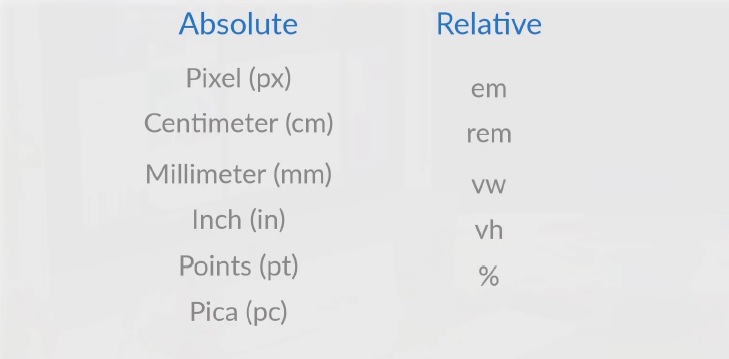 Absolute
Pixel (px)
Centimeter (cm)
Millimeter (mm)
Inch (in)
Points (pt)
Pica (pc)
Relative
em
rem
vw
vh
%